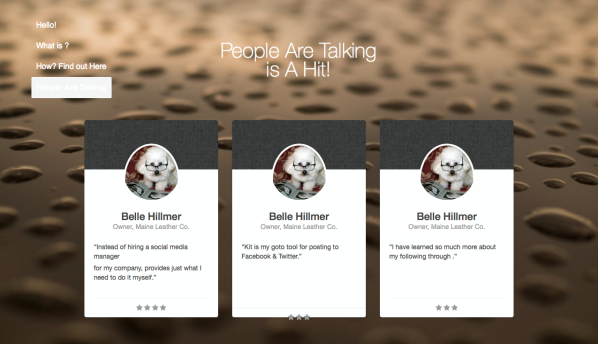 Hello!
What is ?
How? Find out Here
People Are Talking
People Are Talking
is A Hit!
Belle Hillmer
Owner, Maine Leather Co.
"Instead of hiring a social media
manager
for my company, provides just what I
need to do it myself."
Belle Hillmer
Owner, Maine Leather Co.
"Kit is my goto tool for posting to
Facebook & Twitter."
Belle Hillmer
Owner, Maine Leather Co.
"I have learned so much more about
my following through ."